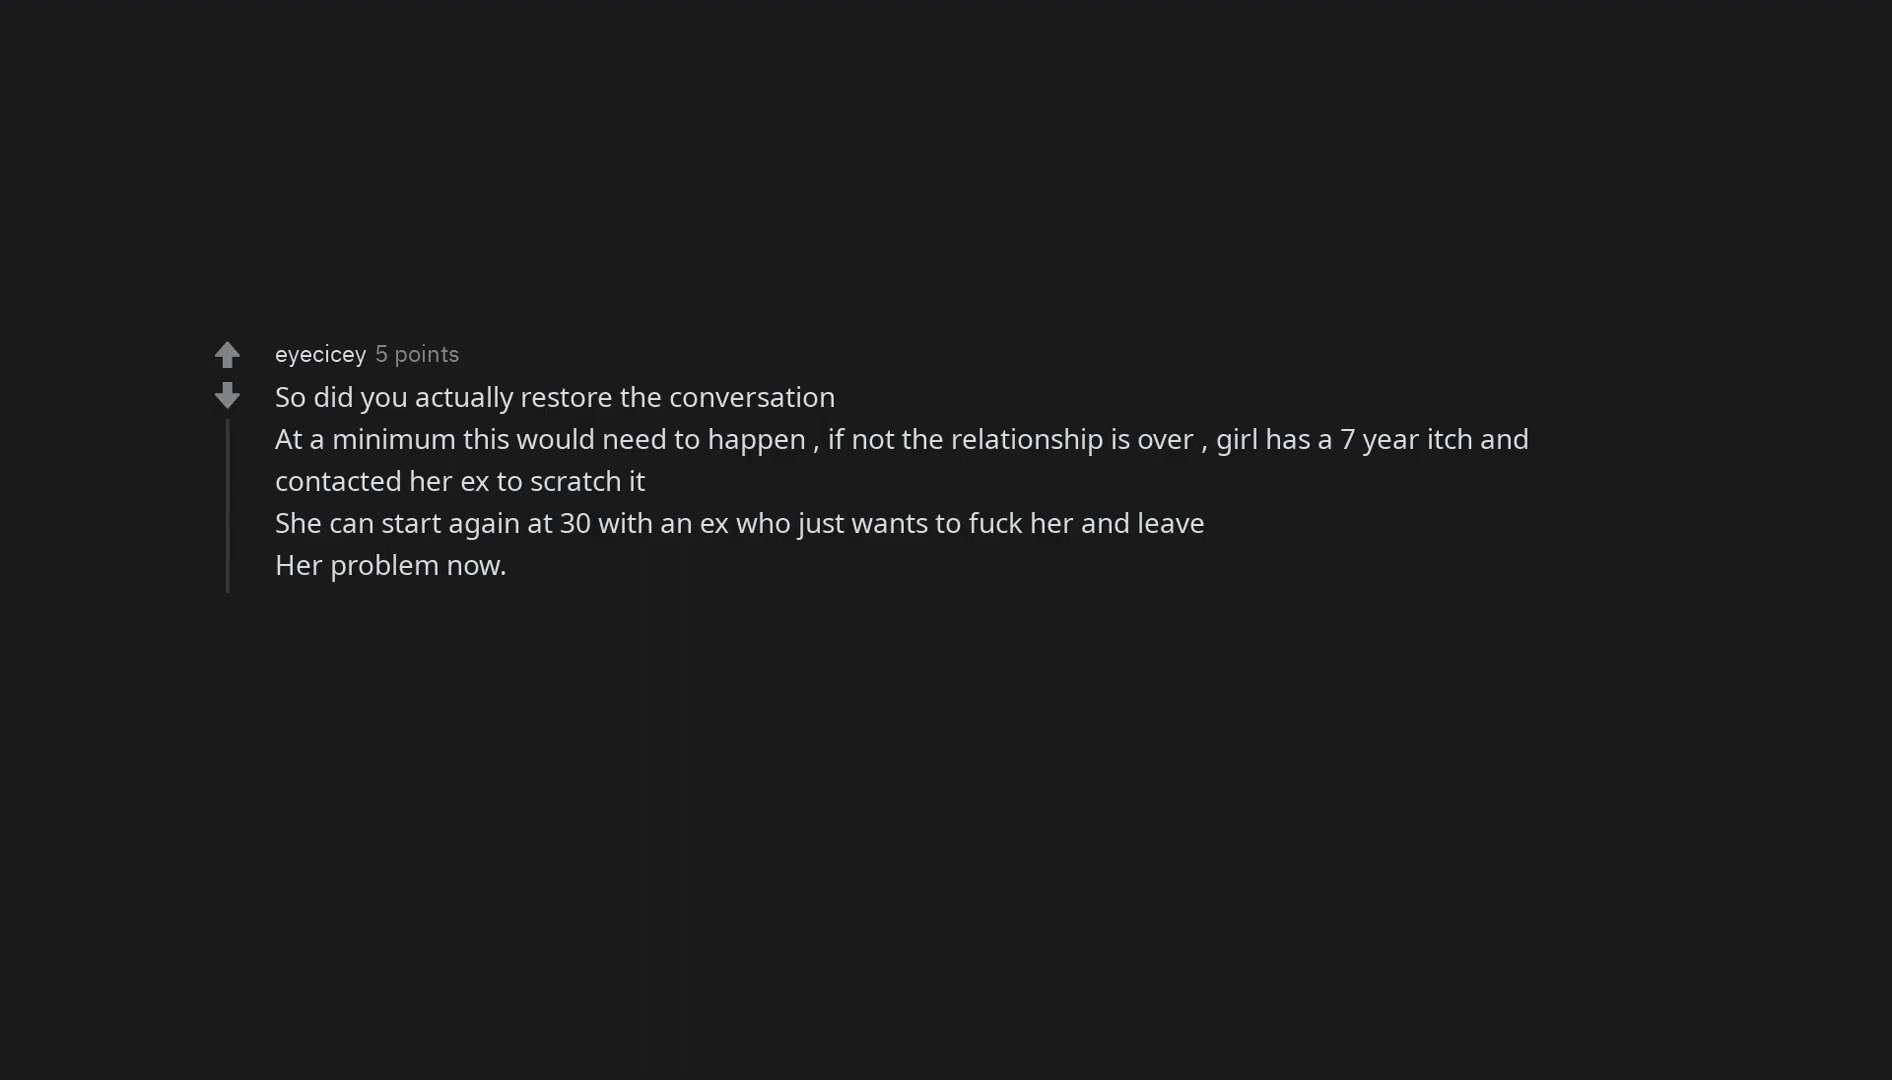 eyecicey 5 points
So did you actually restore the conversation
At a minimum this would need to happen , if not the relationship is over , girl has a 7 year itch and
contacted her ex to scratch it
She can start again at 30 with an ex who just wants to fuck her and leave
Her problem now.